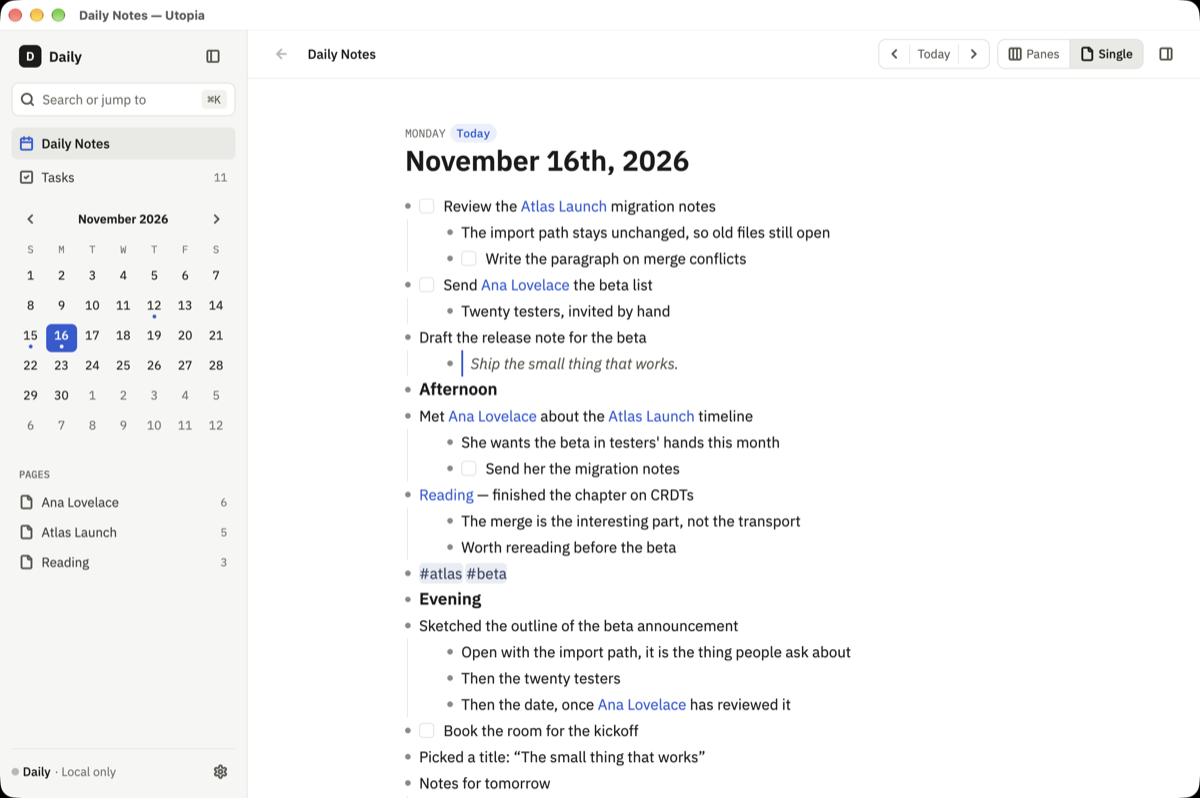 Daily Notes — Utopia
D Daily
Search or jump to ⌘K
Daily Notes
Tasks 11
November 2026
S M T W T F S
1 2 3 4 5 6 7
8 9 10 11 12 13 14
15 16 17 18 19 20 21
22 23 24 25 26 27 28
29 30 1 2 3 4 5
6 7 8 9 10 11 12
PAGES
Ana Lovelace 6
Atlas Launch 5
Reading 3
Daily · Local only
Daily Notes
Today
Panes
Single
MONDAY Today
November 16th, 2026
Review the Atlas Launch migration notes
The import path stays unchanged, so old files still open
Write the paragraph on merge conflicts
Send Ana Lovelace the beta list
Twenty testers, invited by hand
Draft the release note for the beta
Ship the small thing that works.
Afternoon
Met Ana Lovelace about the Atlas Launch timeline
She wants the beta in testers' hands this month
Send her the migration notes
Reading — finished the chapter on CRDTs
The merge is the interesting part, not the transport
Worth rereading before the beta
#atlas #beta
Evening
Sketched the outline of the beta announcement
Open with the import path, it is the thing people ask about
Then the twenty testers
Then the date, once Ana Lovelace has reviewed it
Book the room for the kickoff
Picked a title: “The small thing that works”
Notes for tomorrow